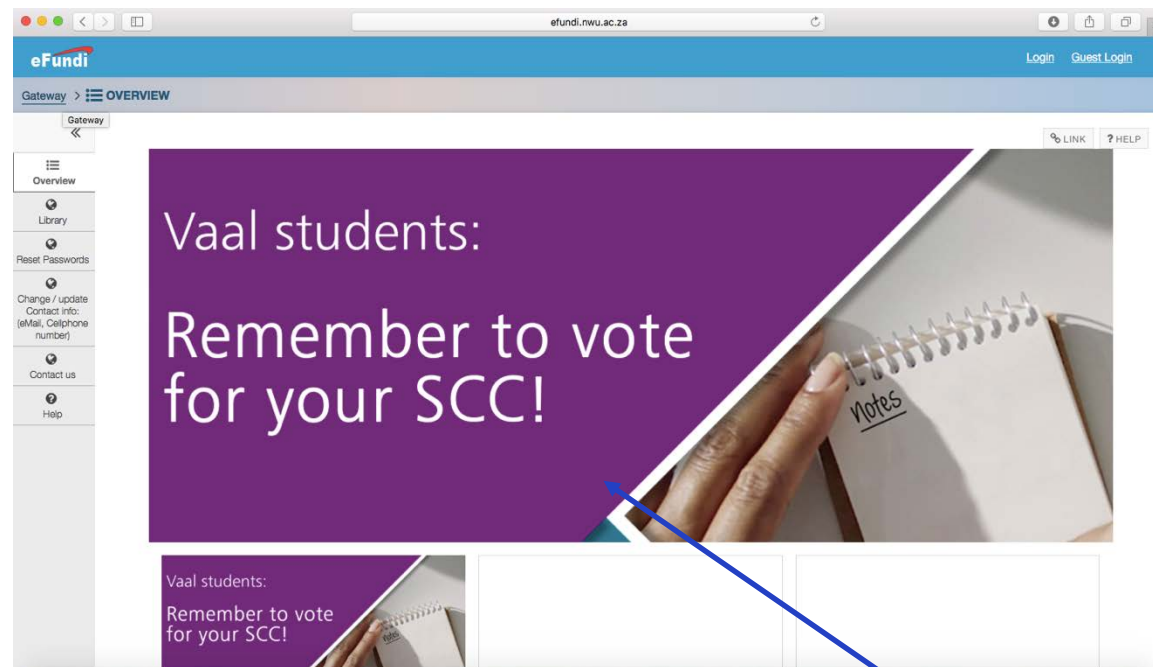 efundi.nwu.ac.za
eFundi
Login Guest Login
Gateway > OVERVIEW
Gateway
LINK ? HELP
Overview
Library
Reset Passwords
Change / update
Contact info:
(eMail, Cellphone
number)
Contact us
Help
Vaal students:
Remember to vote
for your SCC!
notes
Vaal students:
Remember to vote
for your SCC!
notes